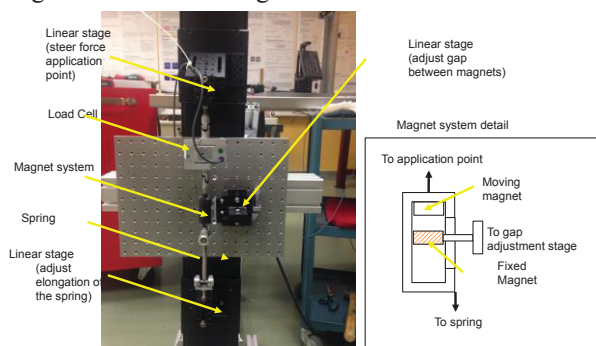 Linear stage
(steer force
application
point)
Load Cell
Magnet system
Spring
Linear stage
(adjust
elongation of
the spring)
Linear stage
(adjust gap
between magnets)
Magnet system detail
To application point
Moving
magnet
To gap
adjustment stage
Fixed
Magnet
To spring